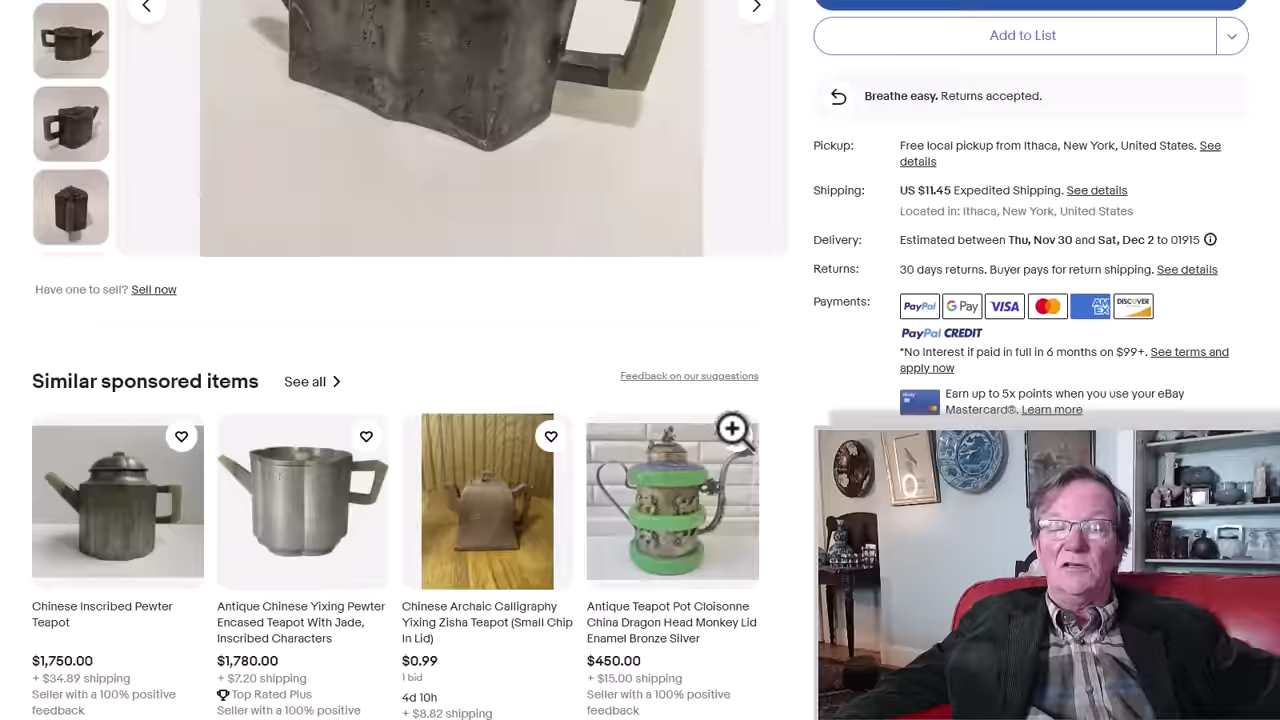 Add to List
Breathe easy. Returns accepted.
Pickup:
Free local pickup from Ithaca, New York, United States. See
details
Shipping:
US $11.45 Expedited Shipping. See details
Located in: Ithaca, New York, United States
Delivery:
Estimated between Thu, Nov 30 and Sat, Dec 2 to 01915
Returns:
30 days returns. Buyer pays for return shipping. See details
Payments:
PayPal
G Pay
VISA
AM
EX
DISCOVER
PayPal CREDIT
*No Interest if paid in full in 6 months on $99+. See terms and
apply now
Earn up to 5x points when you use your eBay
Mastercard®. Learn more
Have one to sell? Sell now
Similar sponsored items
See all
Feedback on our suggestions
Chinese Inscribed Pewter
Teapot
$1,750.00
+ $34.89 shipping
Seller with a 100% positive
feedback
Antique Chinese Yixing Pewter
Encased Teapot With Jade,
Inscribed Characters
$1,780.00
+ $7.20 shipping
Top Rated Plus
Seller with a 100% positive
Chinese Archaic Calligraphy
Yixing Zisha Teapot (Small Chip
In Lid)
$0.99
1 bid
4d 10h
+ $8.82 shipping
Antique Teapot Pot Cloisonne
China Dragon Head Monkey Lid
Enamel Bronze Silver
$450.00
+ $15.00 shipping
Seller with a 100% positive
feedback